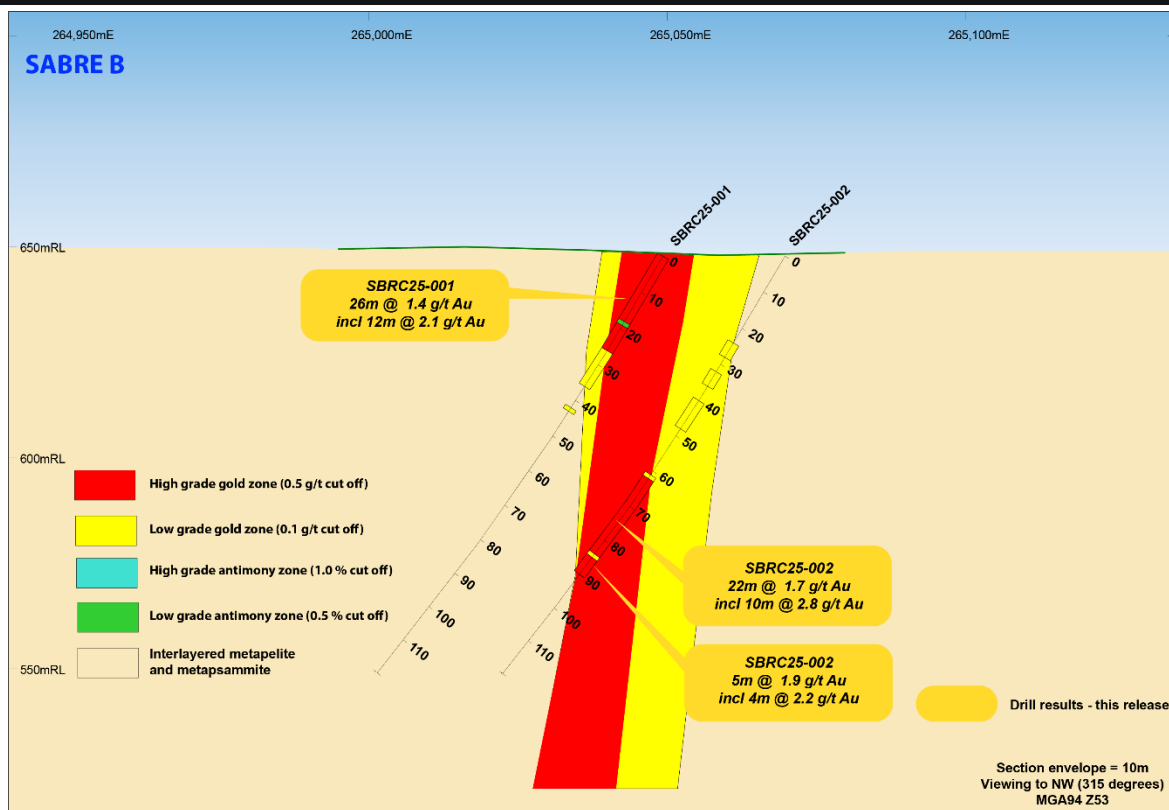 264,950mE
265,000mE
265,050mE
265,100mE
SABRE B
SBRC25-001
SBRC25-002
650mRL
0
10
20
30
40
50
60
70
80
90
100
110
0
10
20
30
40
50
60
70
80
90
100
110
SBRC25-001
26m @ 1.4 g/t Au
incl 12m @ 2.1 g/t Au
600mRL
High grade gold zone (0.5 g/t cut off)
Low grade gold zone (0.1 g/t cut off)
High grade antimony zone (1.0 % cut off)
Low grade antimony zone (0.5 % cut off)
Interlayered metapelite
and metapsammite
550mRL
SBRC25-002
22m @ 1.7 g/t Au
incl 10m @ 2.8 g/t Au
SBRC25-002
5m @ 1.9 g/t Au
incl 4m @ 2.2 g/t Au
Drill results - this release
Section envelope = 10m
Viewing to NW (315 degrees)
MGA94 Z53